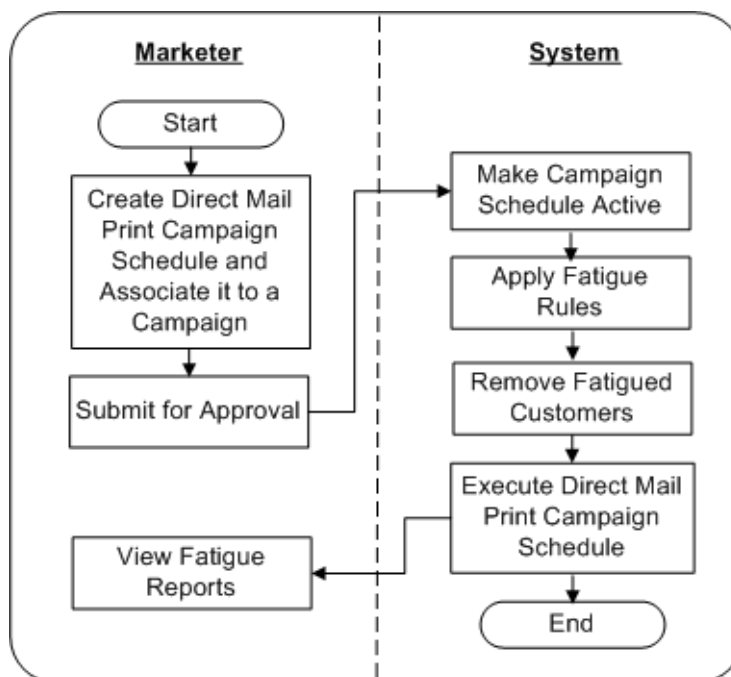 Marketer
Start
Create Direct Mail
Print Campaign
Schedule and
Associate it to a
Campaign
Submit for Approval
View Fatigue
Reports
System
Make Campaign
Schedule Active
Apply Fatigue
Rules
Remove Fatigued
Customers
Execute Direct Mail
Print Campaign
Schedule
End